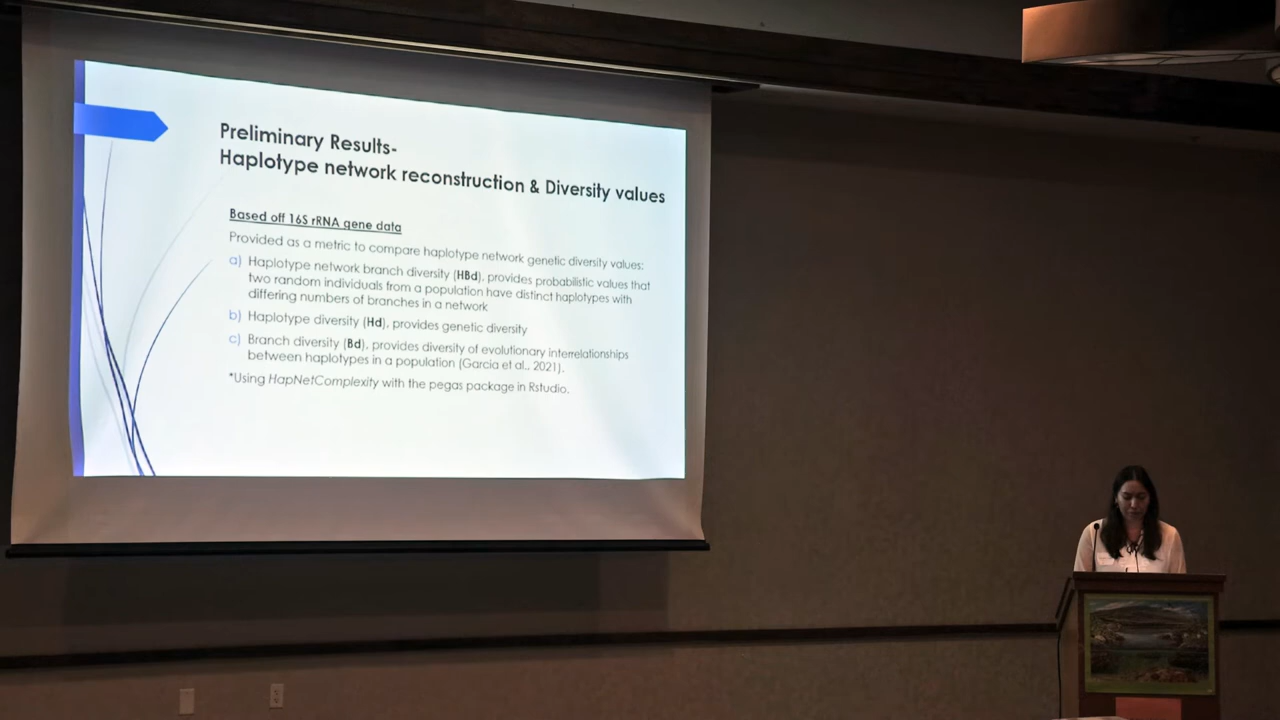 Preliminary Results-
Haplotype network reconstruction & Diversity values
Based off 16S rRNA gene data
Provided as a metric to compare haplotype network genetic diversity values:
a) Haplotype network branch diversity (HBd), provides probabilistic values that
two random individuals from a population have distinct haplotypes with
differing numbers of branches in a network
b) Haplotype diversity (Hd), provides genetic diversity
c) Branch diversity (Bd), provides diversity of evolutionary interrelationships
between haplotypes in a population (Garcia et al., 2021).
*Using HapNetComplexity with the pegas package in Rstudio.